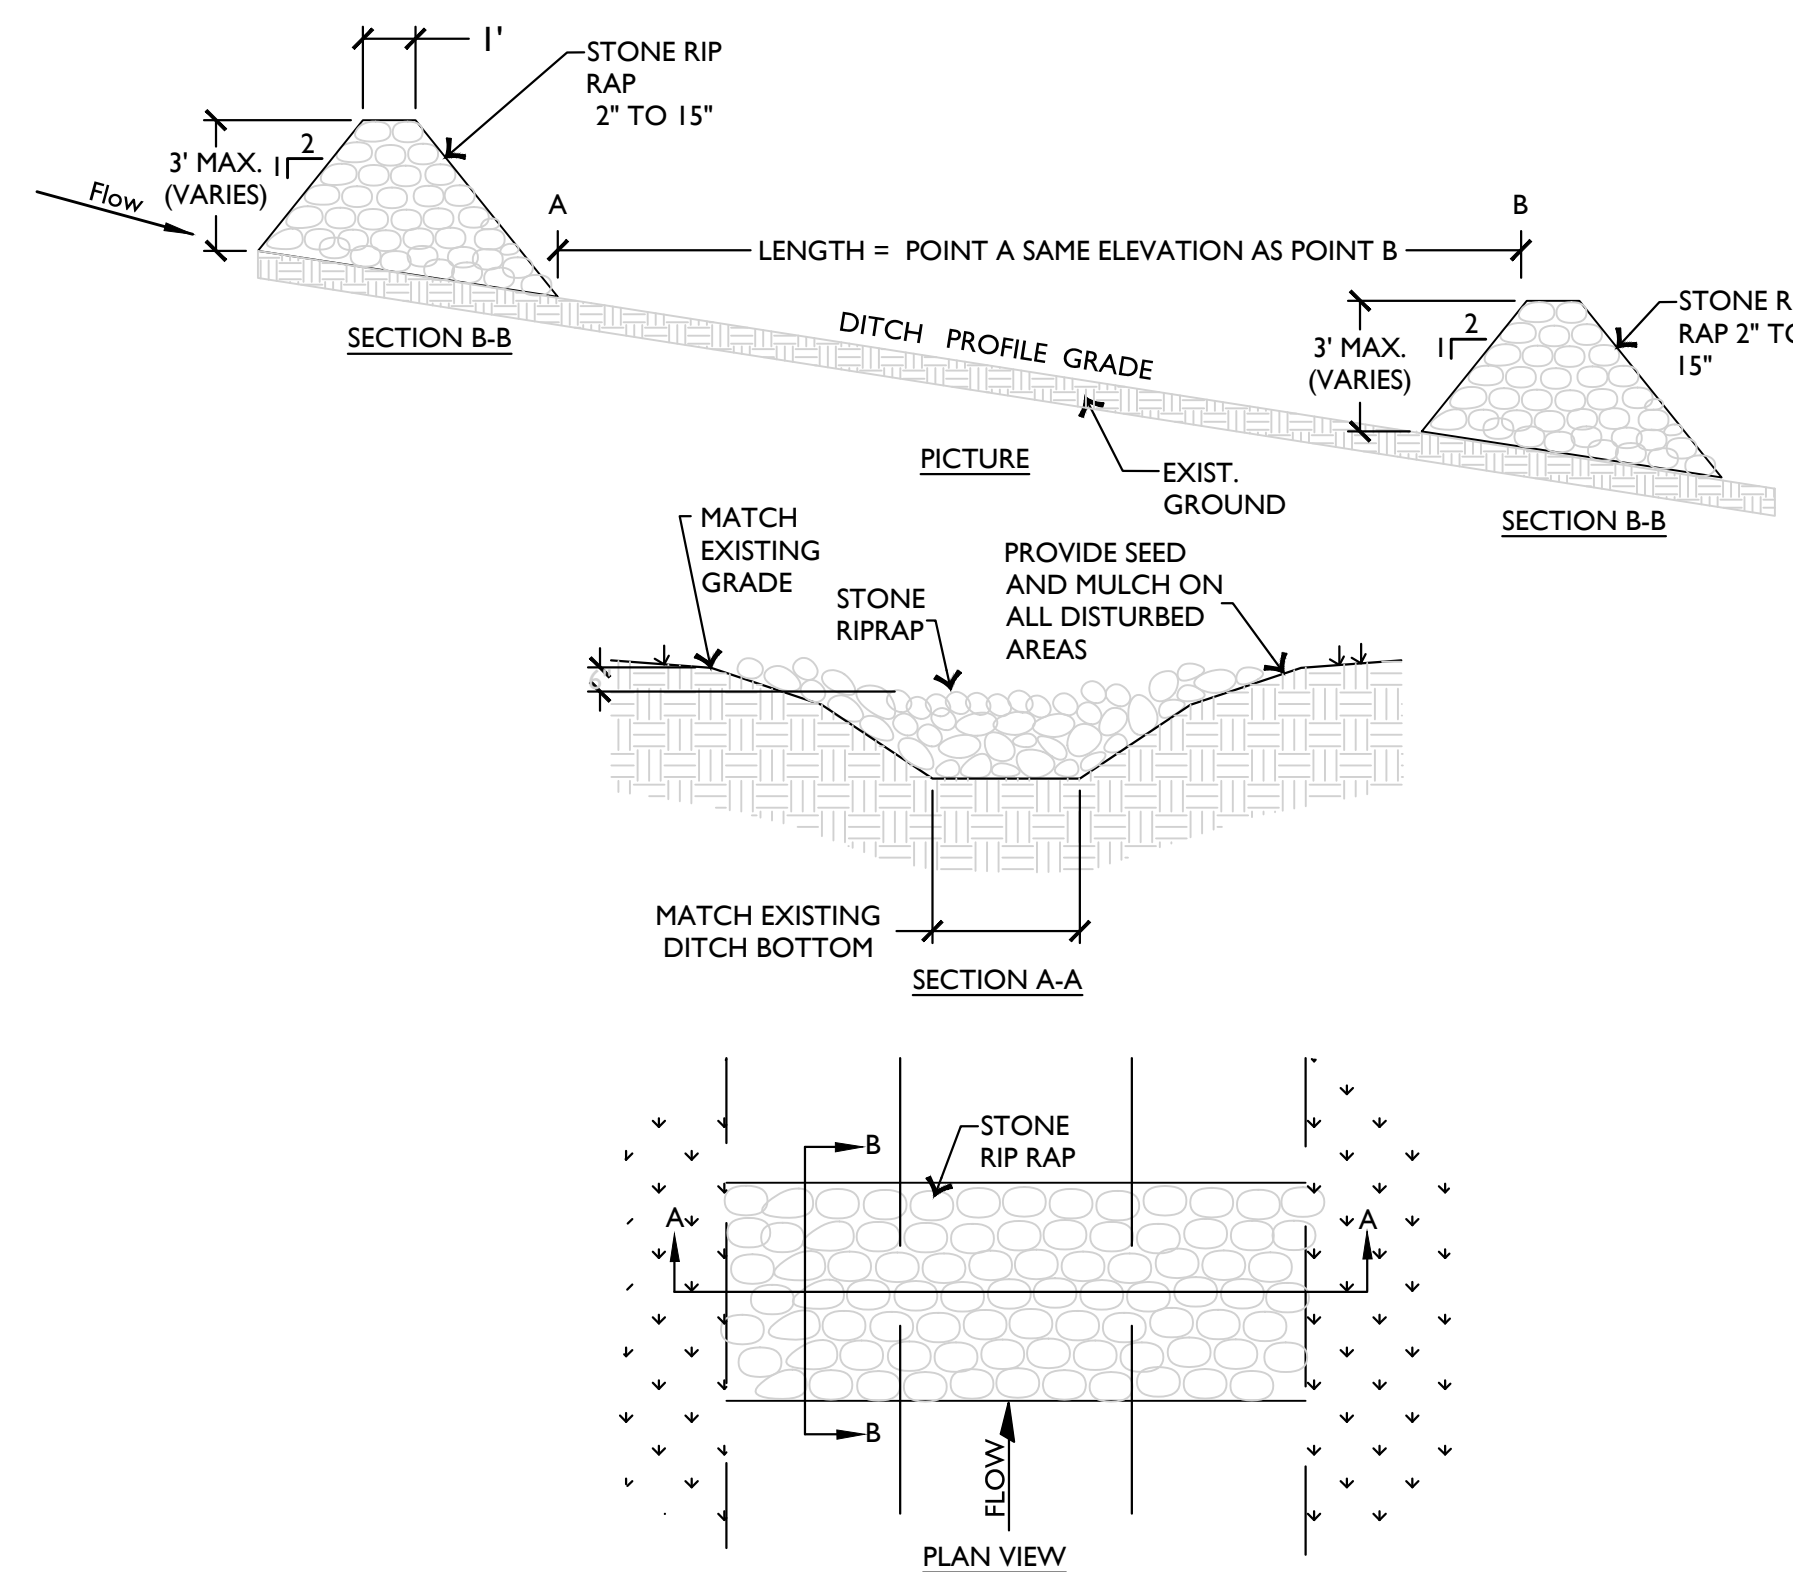 1'
STONE RIP
RAP
2" TO 15"
2
1
3' MAX.
(VARIES)
Flow
A
B
LENGTH = POINT A SAME ELEVATION AS POINT B
SECTION B-B
DITCH PROFILE GRADE
STONE R
RAP 2" TO
15"
2
1
3' MAX.
(VARIES)
PICTURE
EXIST.
GROUND
SECTION B-B
MATCH
EXISTING
GRADE
STONE
RIPRAP
PROVIDE SEED
AND MULCH ON
ALL DISTURBED
AREAS
MATCH EXISTING
DITCH BOTTOM
SECTION A-A
STONE
RIP RAP
B
A
A
B
FLOW
PLAN VIEW